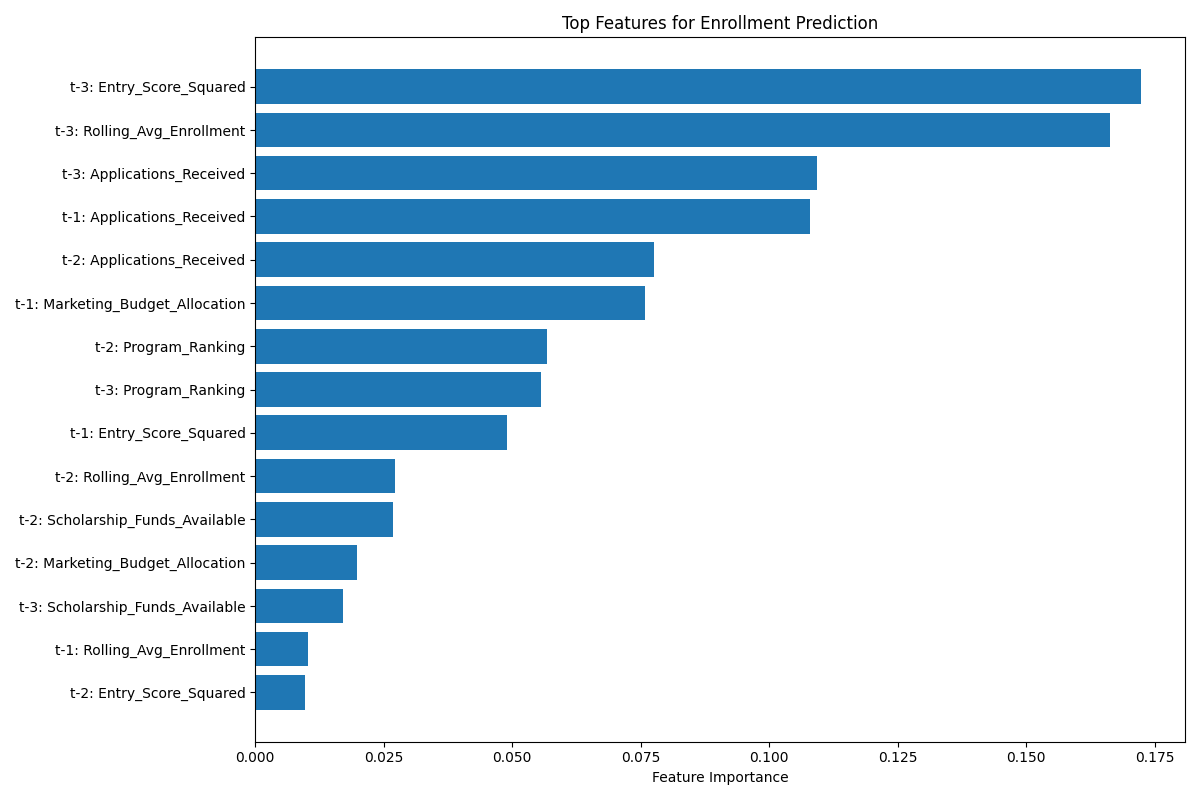 Top Features for Enrollment Prediction
t-3: Entry_Score_Squared
t-3: Rolling_Avg_Enrollment
t-3: Applications_Received
t-1: Applications_Received
t-2: Applications_Received
t-1: Marketing_Budget_Allocation
t-2: Program_Ranking
t-3: Program_Ranking
t-1: Entry_Score_Squared
t-2: Rolling_Avg_Enrollment
t-2: Scholarship_Funds_Available
t-2: Marketing_Budget_Allocation
t-3: Scholarship_Funds_Available
t-1: Rolling_Avg_Enrollment
t-2: Entry_Score_Squared
0.000 0.025 0.050 0.075 0.100 0.125 0.150 0.175
Feature Importance